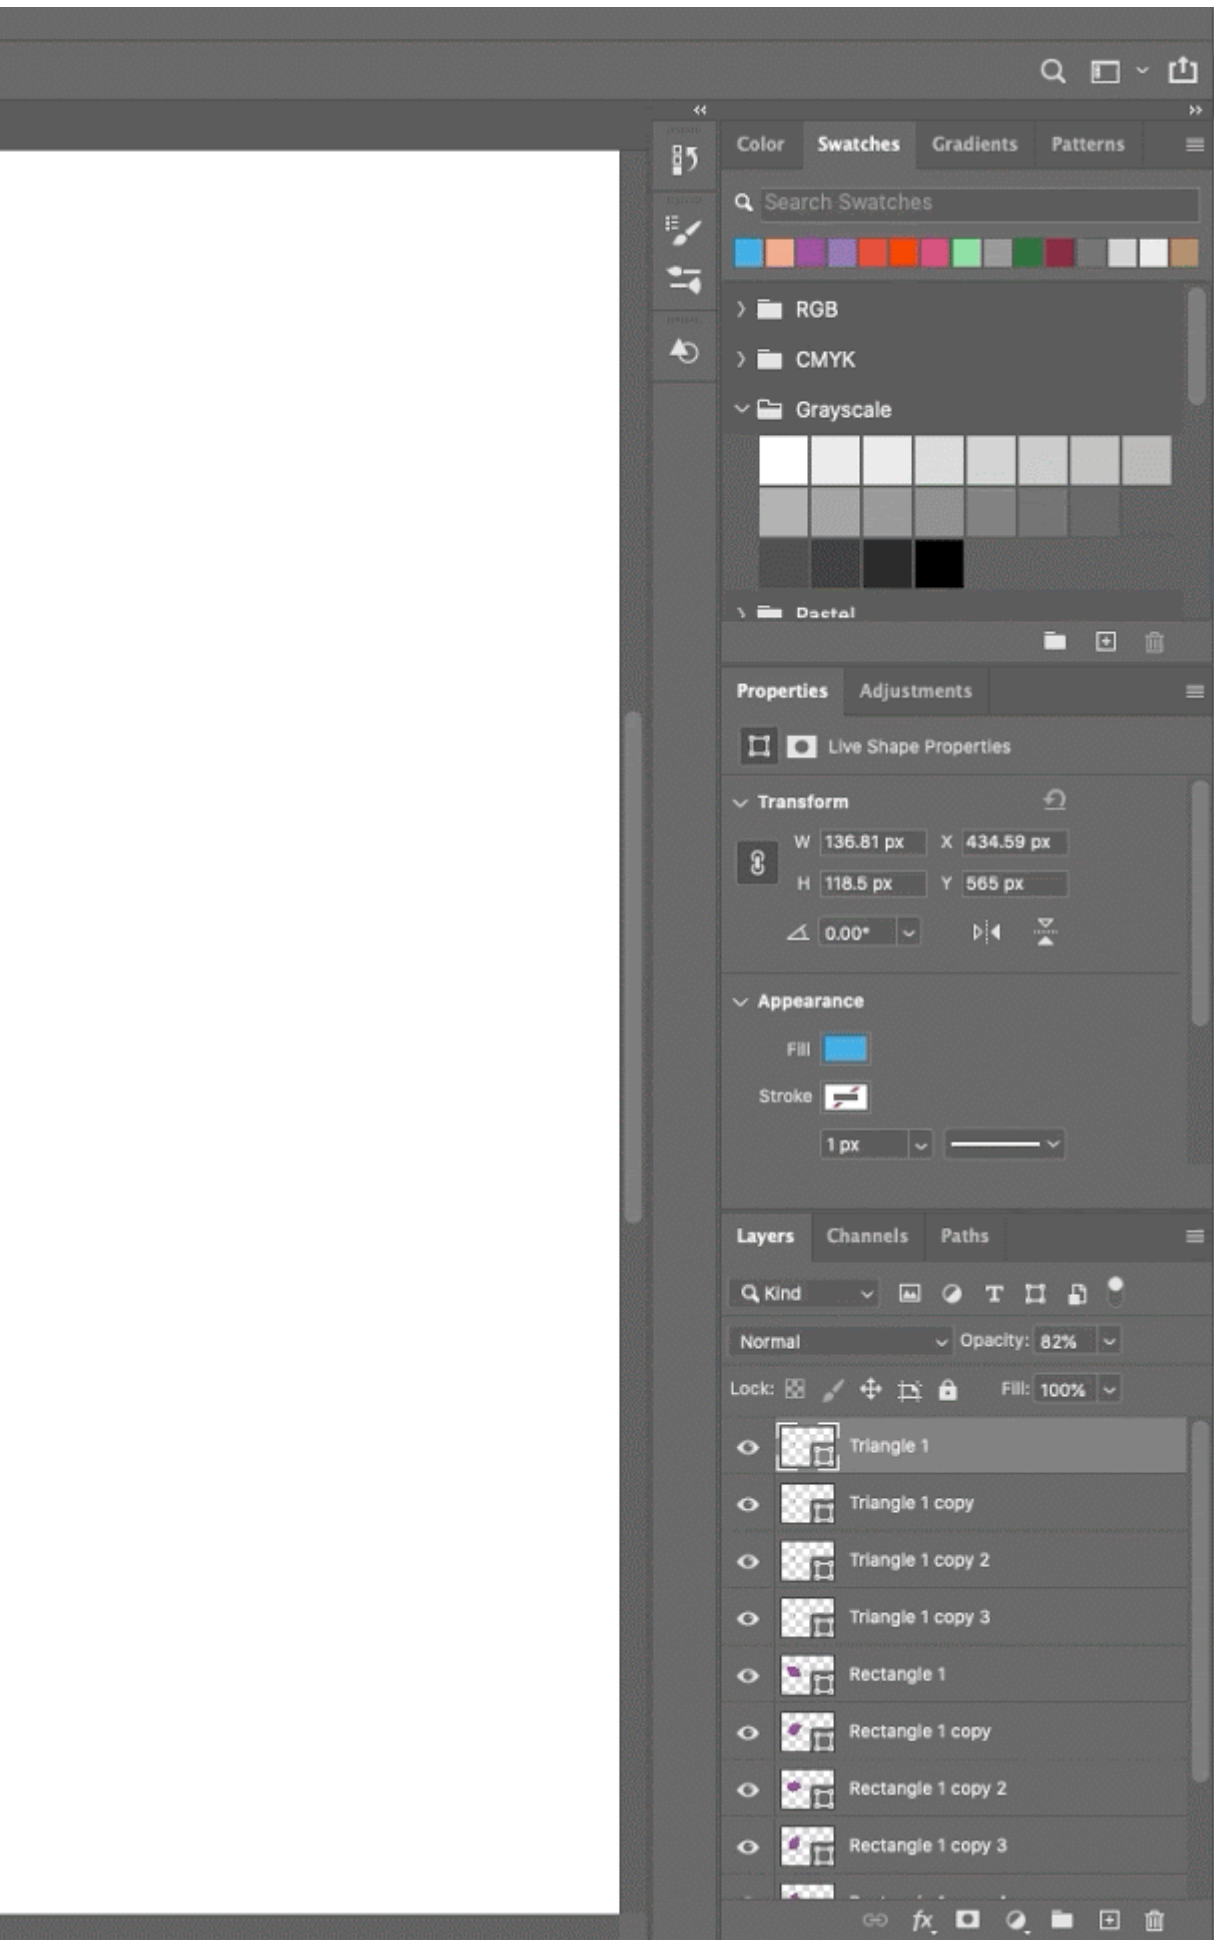 Color Swatches Gradients Patterns
Search Swatches
RGB
CMYK
Grayscale
Pastel
Properties Adjustments
Live Shape Properties
Transform
W 136.81 px X 434.59 px
H 118.5 px Y 565 px
0.00°
Appearance
Fill
Stroke
1 px
Layers Channels Paths
Kind
Normal Opacity: 82%
Lock: Fill: 100%
Triangle 1
Triangle 1 copy
Triangle 1 copy 2
Triangle 1 copy 3
Rectangle 1
Rectangle 1 copy
Rectangle 1 copy 2
Rectangle 1 copy 3
fx